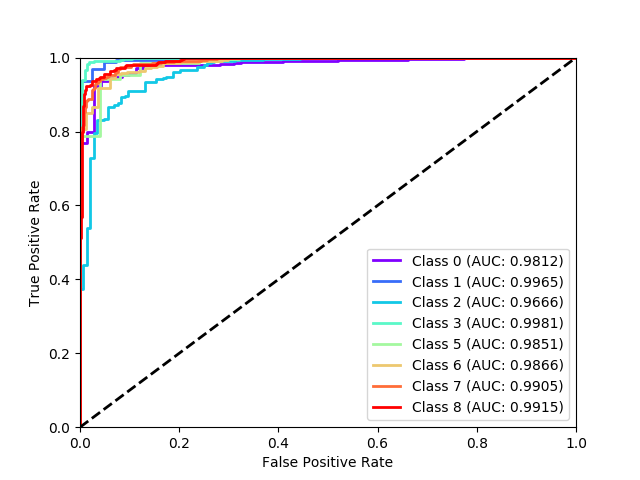 1.0
0.8
0.6
0.4
0.2
0.0
True Positive Rate
Class 0 (AUC: 0.9812)
Class 1 (AUC: 0.9965)
Class 2 (AUC: 0.9666)
Class 3 (AUC: 0.9981)
Class 5 (AUC: 0.9851)
Class 6 (AUC: 0.9866)
Class 7 (AUC: 0.9905)
Class 8 (AUC: 0.9915)
0.0 0.2 0.4 0.6 0.8 1.0
False Positive Rate